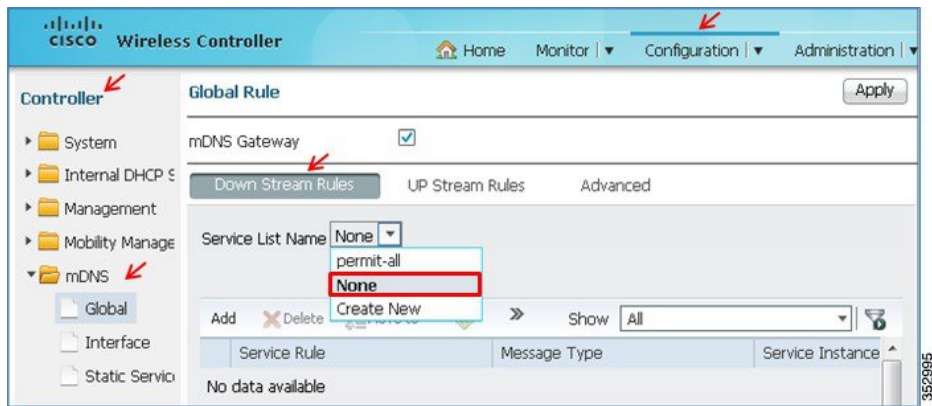 CISCO Wireless Controller
Home Monitor Configuration Administration
Controller
System
Internal DHCP S
Management
Mobility Manage
mDNS
Global
Interface
Static Servic
Global Rule
Apply
mDNS Gateway
Down Stream Rules UP Stream Rules Advanced
Service List Name None
permit-all
None
Create New
Add Delete » Show All
Service Rule Message Type Service Instance
No data available
352995